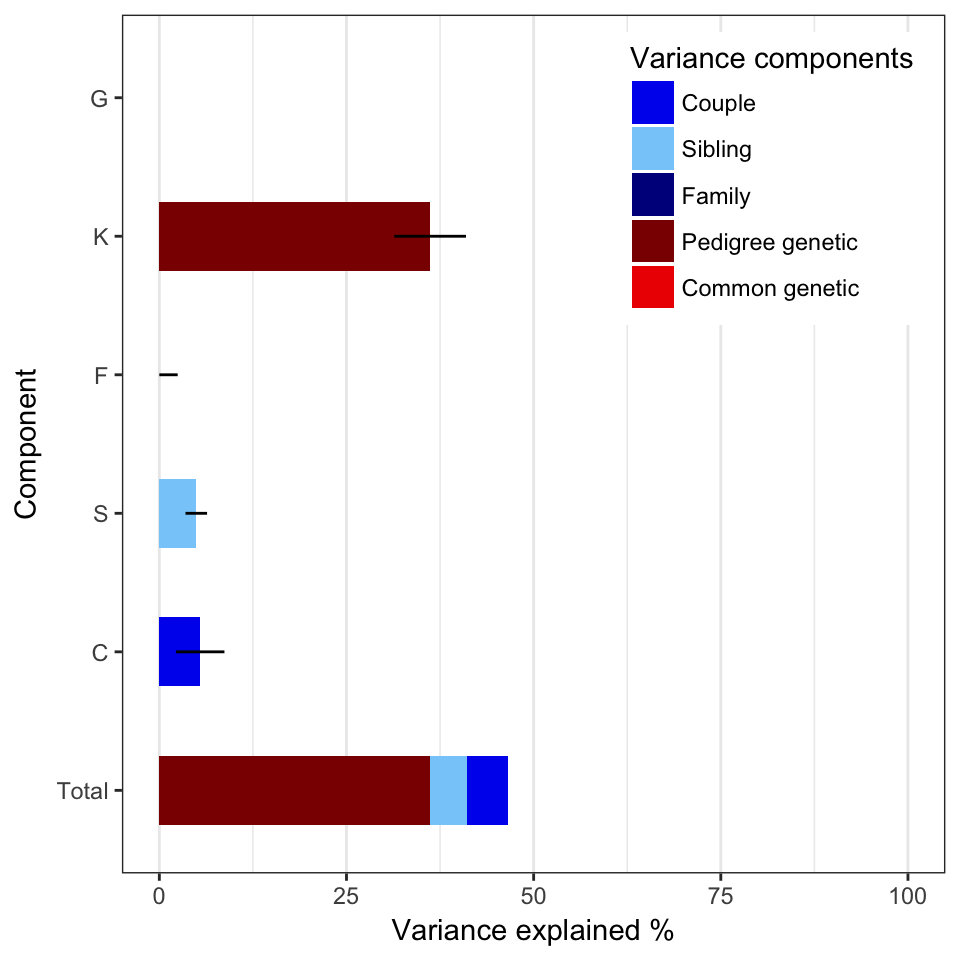 Variance components
Couple
Sibling
Family
Pedigree genetic
Common genetic
G
K
F
S
C
Total
Component
0 25 50 75 100
Variance explained %